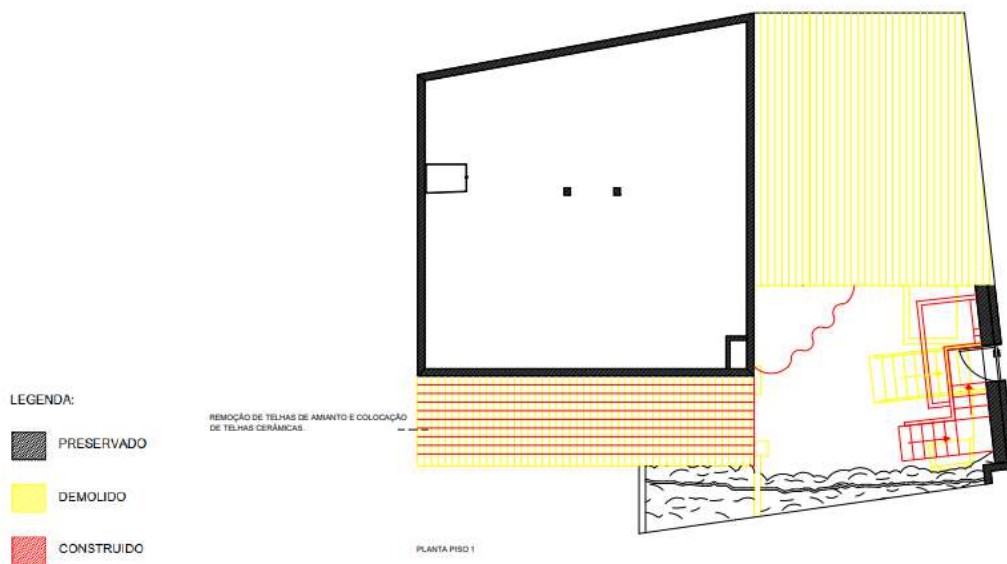 LEGENDA:
PRESERVADO
DEMOLIDO
CONSTRUIDO
REMOÇÃO DE TELHAS DE AMIANTO E COLOCAÇÃO
DE TELHAS CERÂMICAS.
PLANTA PISO 1